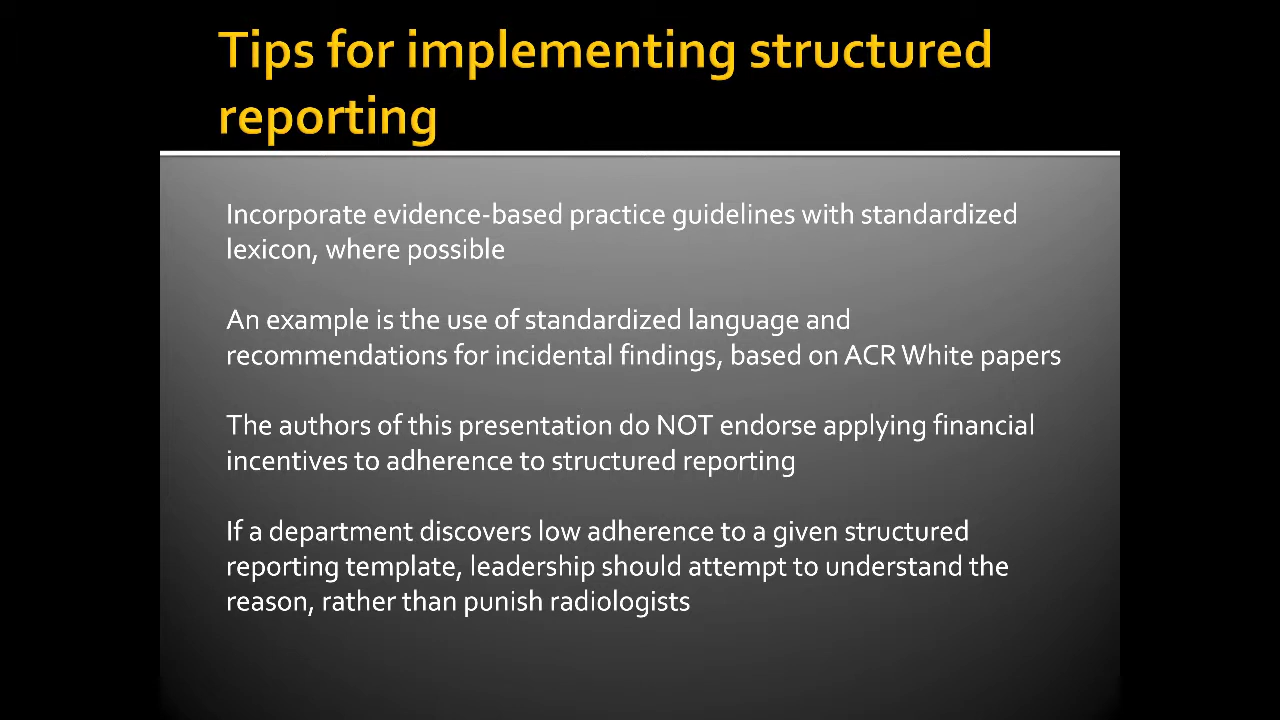 Tips for implementing structured
reporting
Incorporate evidence-based practice guidelines with standardized
lexicon, where possible
An example is the use of standardized language and
recommendations for incidental findings, based on ACR White papers
The authors of this presentation do NOT endorse applying financial
incentives to adherence to structured reporting
If a department discovers low adherence to a given structured
reporting template, leadership should attempt to understand the
reason, rather than punish radiologists